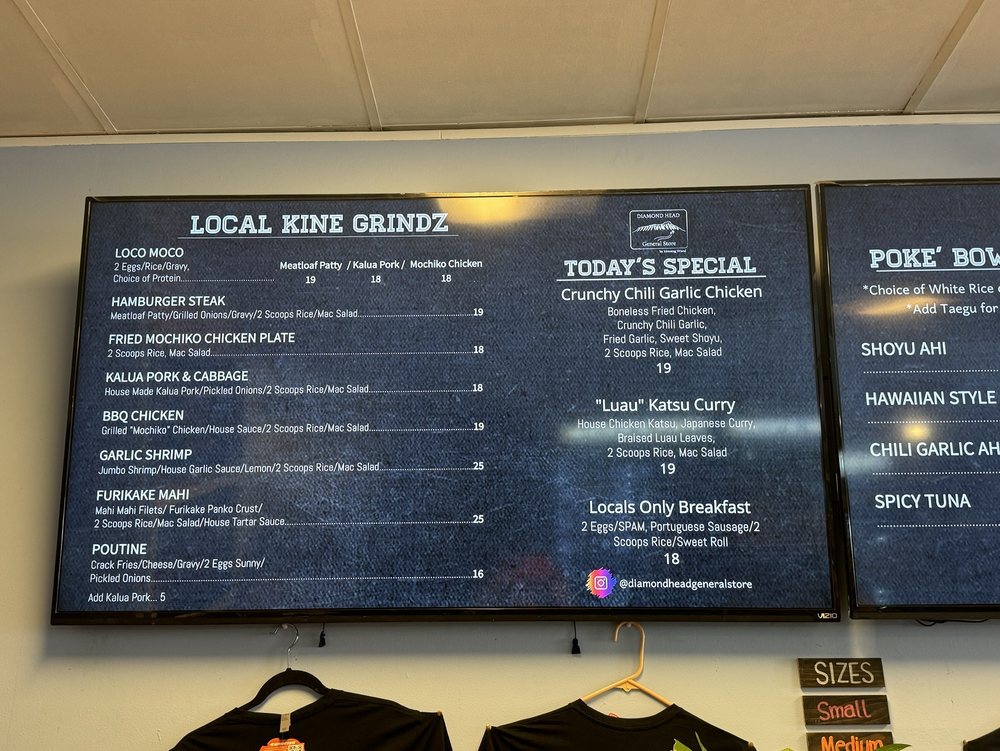 LOCAL KINE GRINDZ
LOCO MOCO
2 Eggs/Rice/Gravy,
Choice of Protein
Meatloaf Patty / Kalua Pork / Mochiko Chicken
19 18 18
HAMBURGER STEAK
Meatloaf Patty/Grilled Onions/Gravy/2 Scoops Rice/Mac Salad 19
FRIED MOCHIKO CHICKEN PLATE
2 Scoops Rice, Mac Salad 18
KALUA PORK & CABBAGE
House Made Kalua Pork/Pickled Onions/2 Scoops Rice/Mac Salad 18
BBQ CHICKEN
Grilled "Mochiko" Chicken/House Sauce/2 Scoops Rice/Mac Salad 19
GARLIC SHRIMP
Jumbo Shrimp/House Garlic Sauce/Lemon/2 Scoops Rice/Mac Salad 25
FURIKAKE MAHI
Mahi Mahi Filets/ Furikake Panko Crust/
2 Scoops Rice/Mac Salad/House Tartar Sauce 25
POUTINE
Crack Fries/Cheese/Gravy/2 Eggs Sunny/
Pickled Onions 16
Add Kalua Pork... 5
DIAMOND HEAD
General Store
TODAY'S SPECIAL
Crunchy Chili Garlic Chicken
Boneless Fried Chicken,
Crunchy Chili Garlic,
Fried Garlic, Sweet Shoyu,
2 Scoops Rice, Mac Salad
19
"Luau" Katsu Curry
House Chicken Katsu, Japanese Curry,
Braised Luau Leaves,
2 Scoops Rice, Mac Salad
19
Locals Only Breakfast
2 Eggs/SPAM, Portuguese Sausage/2
Scoops Rice/Sweet Roll
18
@diamondheadgeneralstore
VIZIO
POKE' BOW
*Choice of White Rice
*Add Taegu for
SHOYU AHI
HAWAIIAN STYLE
CHILI GARLIC AH
SPICY TUNA
SIZES
Small
Medium